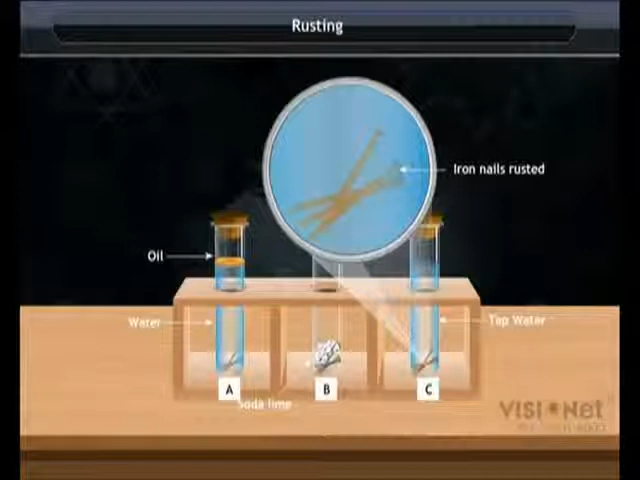 Rusting
Iron nails rusted
Oil
Water
Tap Water
A
B
C
Soda lime
VISI NET